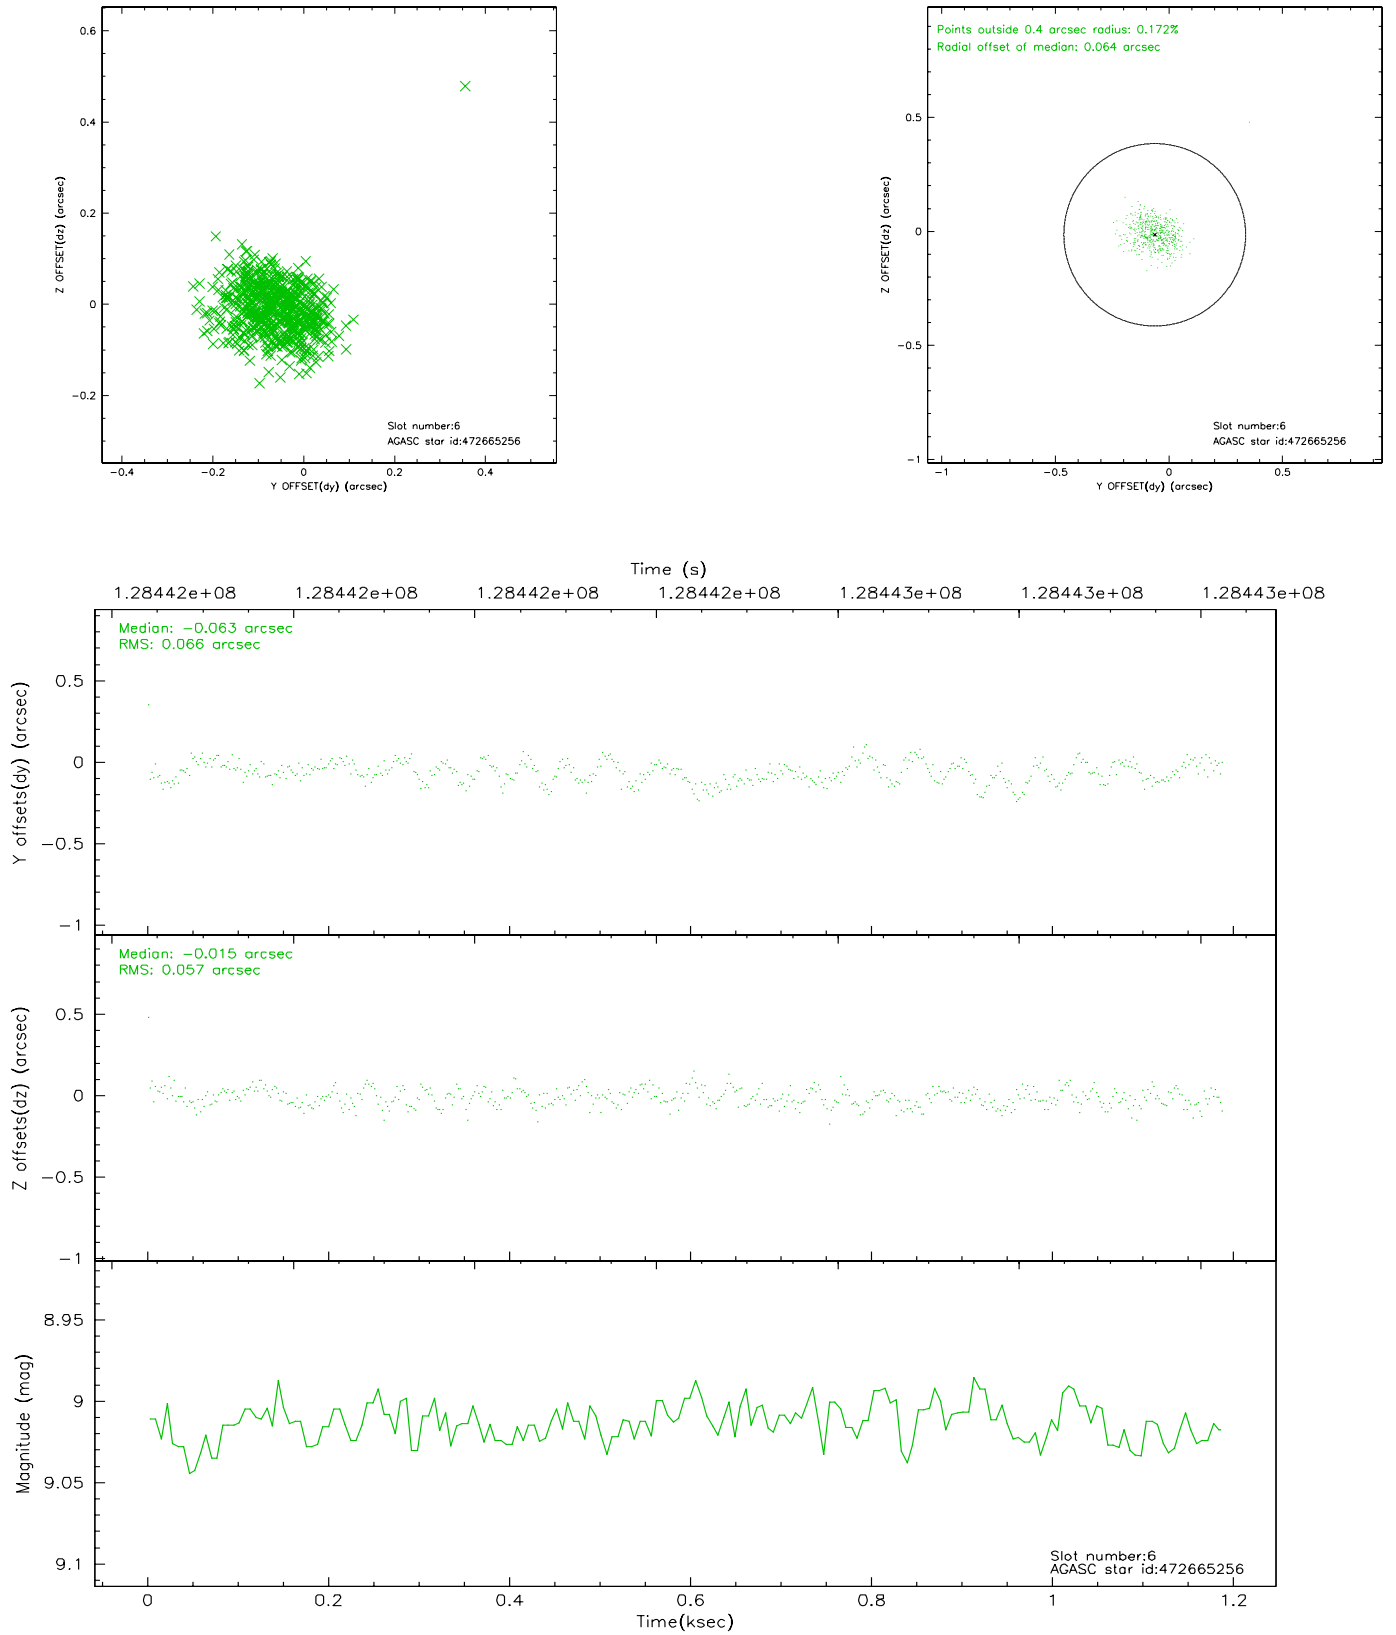 0.6
0.4
0.2
0
−0.2
Z OFFSET(dz) (arcsec)
Slot number:6
AGASC star id:472665256
−0.4 −0.2 0 0.2 0.4
Y OFFSET(dy) (arcsec)
Points outside 0.4 arcsec radius: 0.172%
Radial offset of median: 0.064 arcsec
0.5
0
−0.5
−1
Z OFFSET(dz) (arcsec)
Slot number:6
AGASC star id:472665256
−1 −0.5 0 0.5
Y OFFSET(dy) (arcsec)
Time (s)
1.28442e+08 1.28442e+08 1.28442e+08 1.28442e+08 1.28443e+08 1.28443e+08 1.28443e+08
Median: −0.063 arcsec
RMS: 0.066 arcsec
0.5
0
−0.5
−1
Y offsets(dy) (arcsec)
Median: −0.015 arcsec
RMS: 0.057 arcsec
0.5
0
−0.5
−1
Z offsets(dz) (arcsec)
8.95
9
9.05
9.1
Magnitude (mag)
Slot number:6
AGASC star id:472665256
0 0.2 0.4 0.6 0.8 1 1.2
Time(ksec)